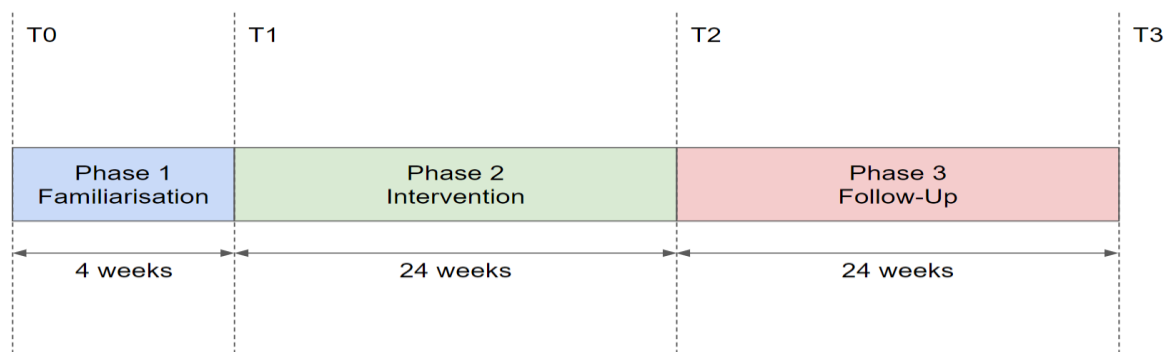 T0
T1
T2
T3
Phase 1
Familiarisation
Phase 2
Intervention
Phase 3
Follow-Up
4 weeks
24 weeks
24 weeks